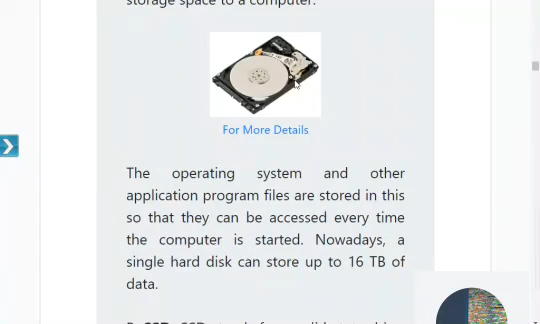 storage space to a computer.
For More Details
The operating system and other
application program files are stored in this
so that they can be accessed every time
the computer is started. Nowadays, a
single hard disk can store up to 16 TB of
data.